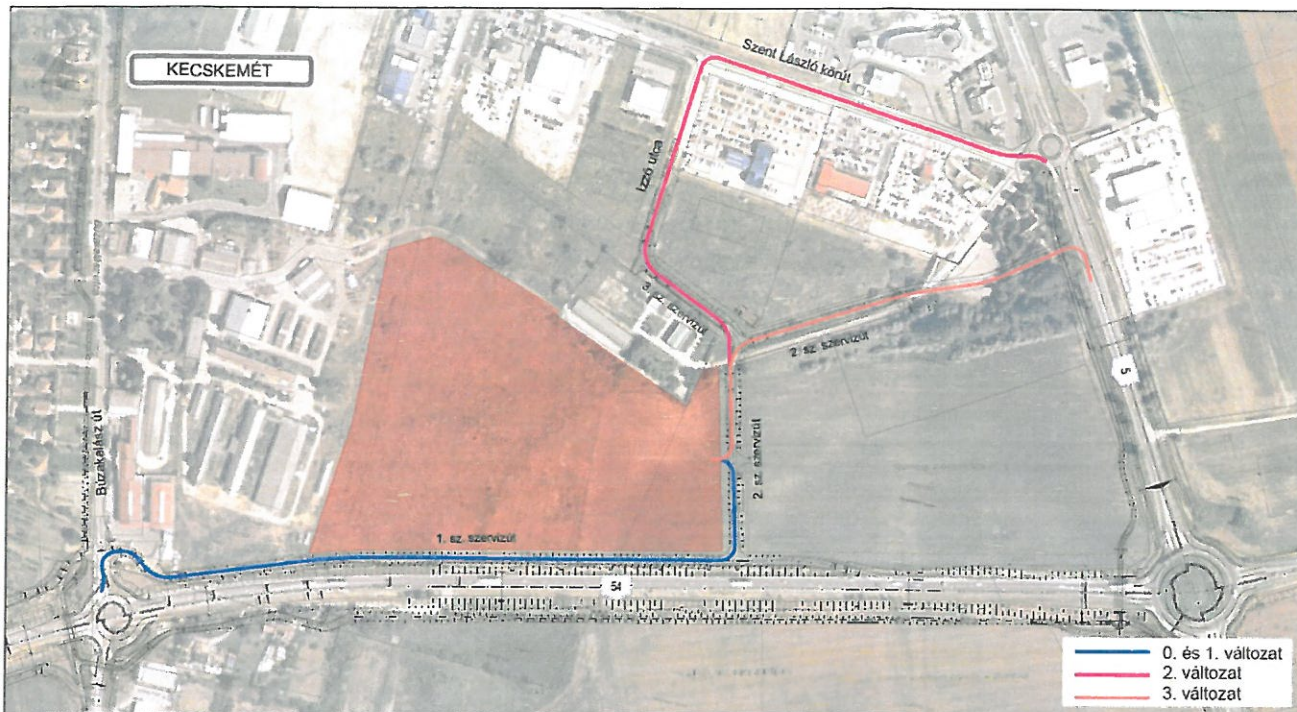 KECSKEMÉT
Szent László körút
Izzó utca
3. sz. szervizút
2. sz. szervizút
5
Búzakalász út
2. sz. szervizút
1. sz. szervizút
54
0. és 1. változat
2. változat
3. változat